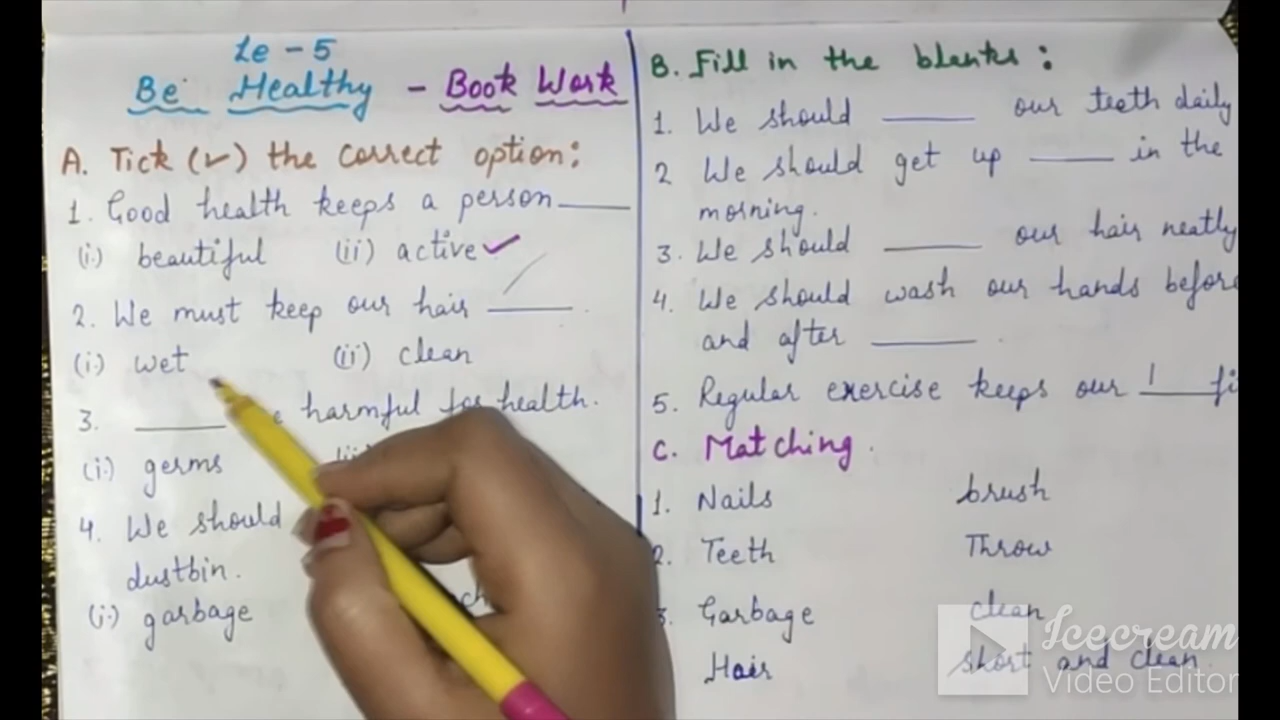 Le - 5
Be Healthy - Book Work
A. Tick (✓) the correct option:
1. Good health keeps a person ____
(i) beautiful (ii) active ✓
2. We must keep our hair ____.
(i) wet (ii) clean
3. ____ harmful for health.
(i) germs
4. We should
dustbin.
(i) garbage
B. Fill in the blanks:
1. We should ____ our teeth daily
2 We should get up ____ in the
morning.
3. We should ____ our hair neatly
4. We should wash our hands before
and after ____.
5. Regular exercise keeps our ____ fi
C. Matching.
1. Nails brush
2. Teeth Throw
3. Garbage clean
Hair short and clean.
Icecream
Video Editor